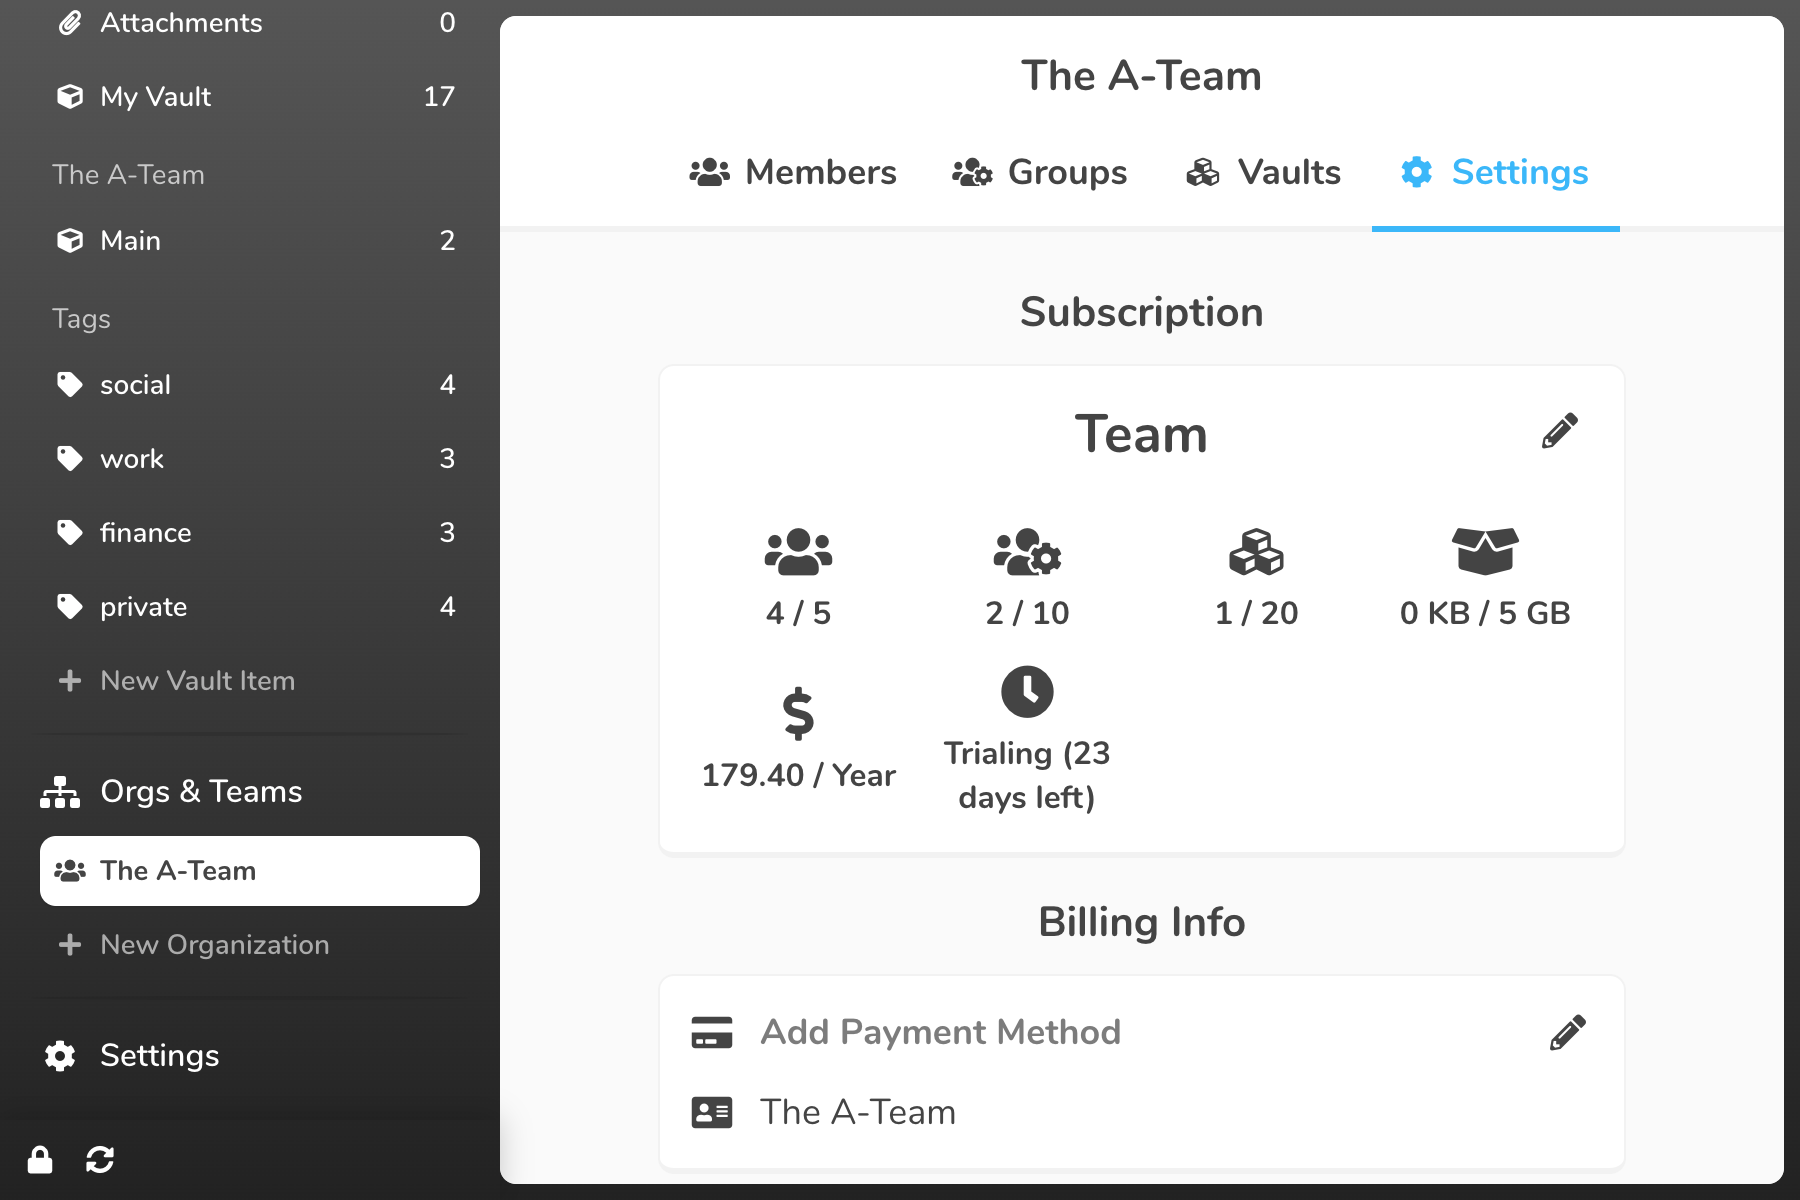 Attachments 0
My Vault 17
The A-Team
Main 2
Tags
social 4
work 3
finance 3
private 4
New Vault Item
Orgs & Teams
The A-Team
New Organization
Settings
The A-Team
Members Groups Vaults Settings
Subscription
Team
4 / 5 2 / 10 1 / 20 0 KB / 5 GB
179.40 / Year
Trialing (23
days left)
Billing Info
Add Payment Method
The A-Team